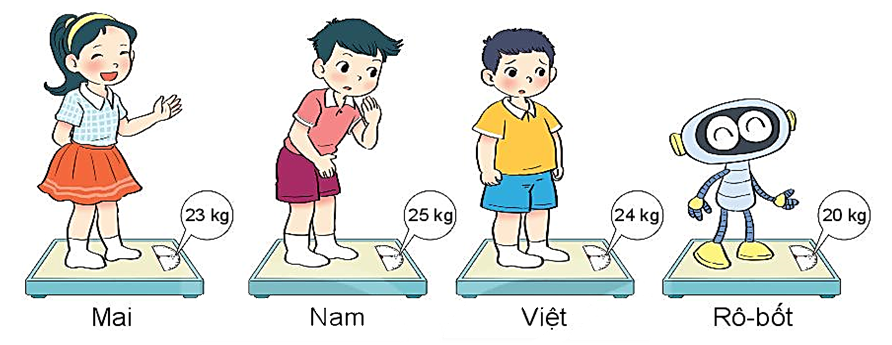 23 kg
25 kg
24 kg
20 kg
Mai
Nam
Việt
Rô-bốt